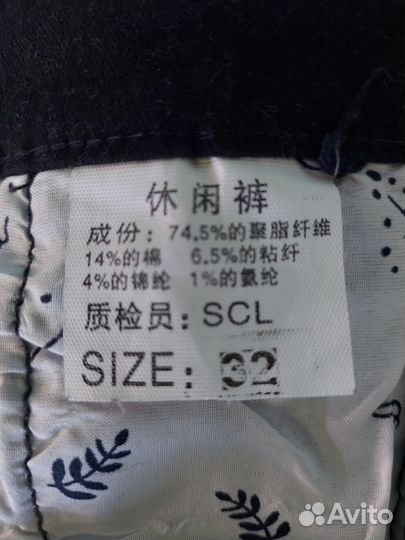 休闲裤
成份：74.5%的聚脂纤维
14%的棉 6.5%的粘纤
4%的锦纶 1%的氨纶
质检员：SCL
SIZE：32
Avito